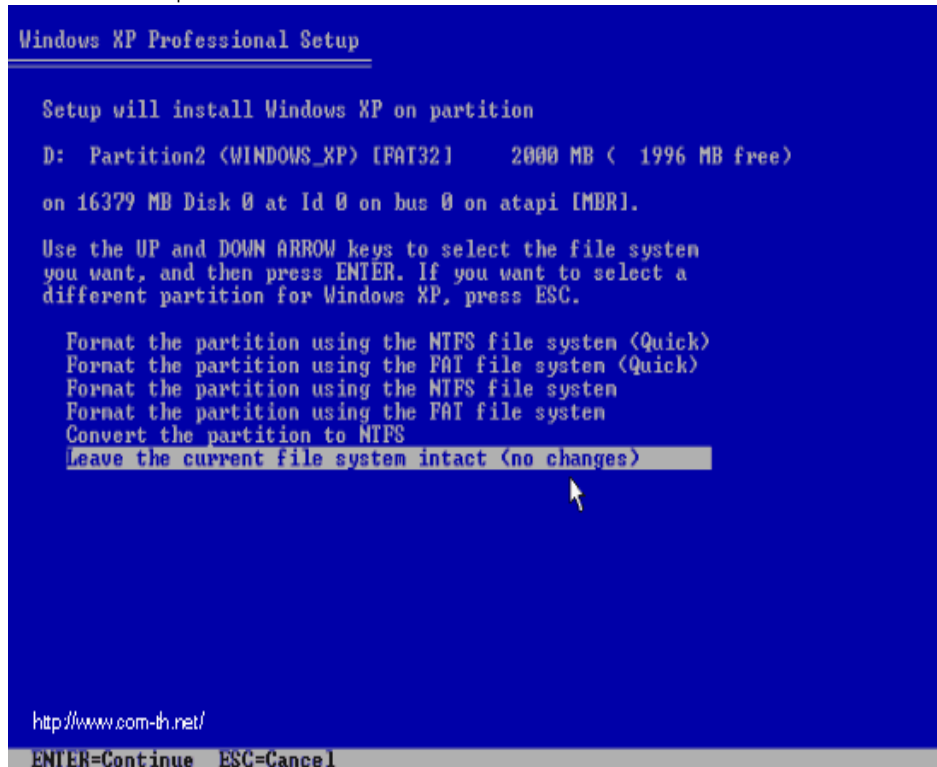 Windows XP Professional Setup
Setup will install Windows XP on partition
D: Partition2 (WINDOWS_XP) [FAT32] 2000 MB ( 1996 MB free)
on 16379 MB Disk 0 at Id 0 on bus 0 on atapi [MBR].
Use the UP and DOWN ARROW keys to select the file system
you want, and then press ENTER. If you want to select a
different partition for Windows XP, press ESC.
Format the partition using the NTFS file system (Quick)
Format the partition using the FAT file system (Quick)
Format the partition using the NTFS file system
Format the partition using the FAT file system
Convert the partition to NTFS
Leave the current file system intact (no changes)
http://www.com-th.net/
ENTER=Continue ESC=Cancel